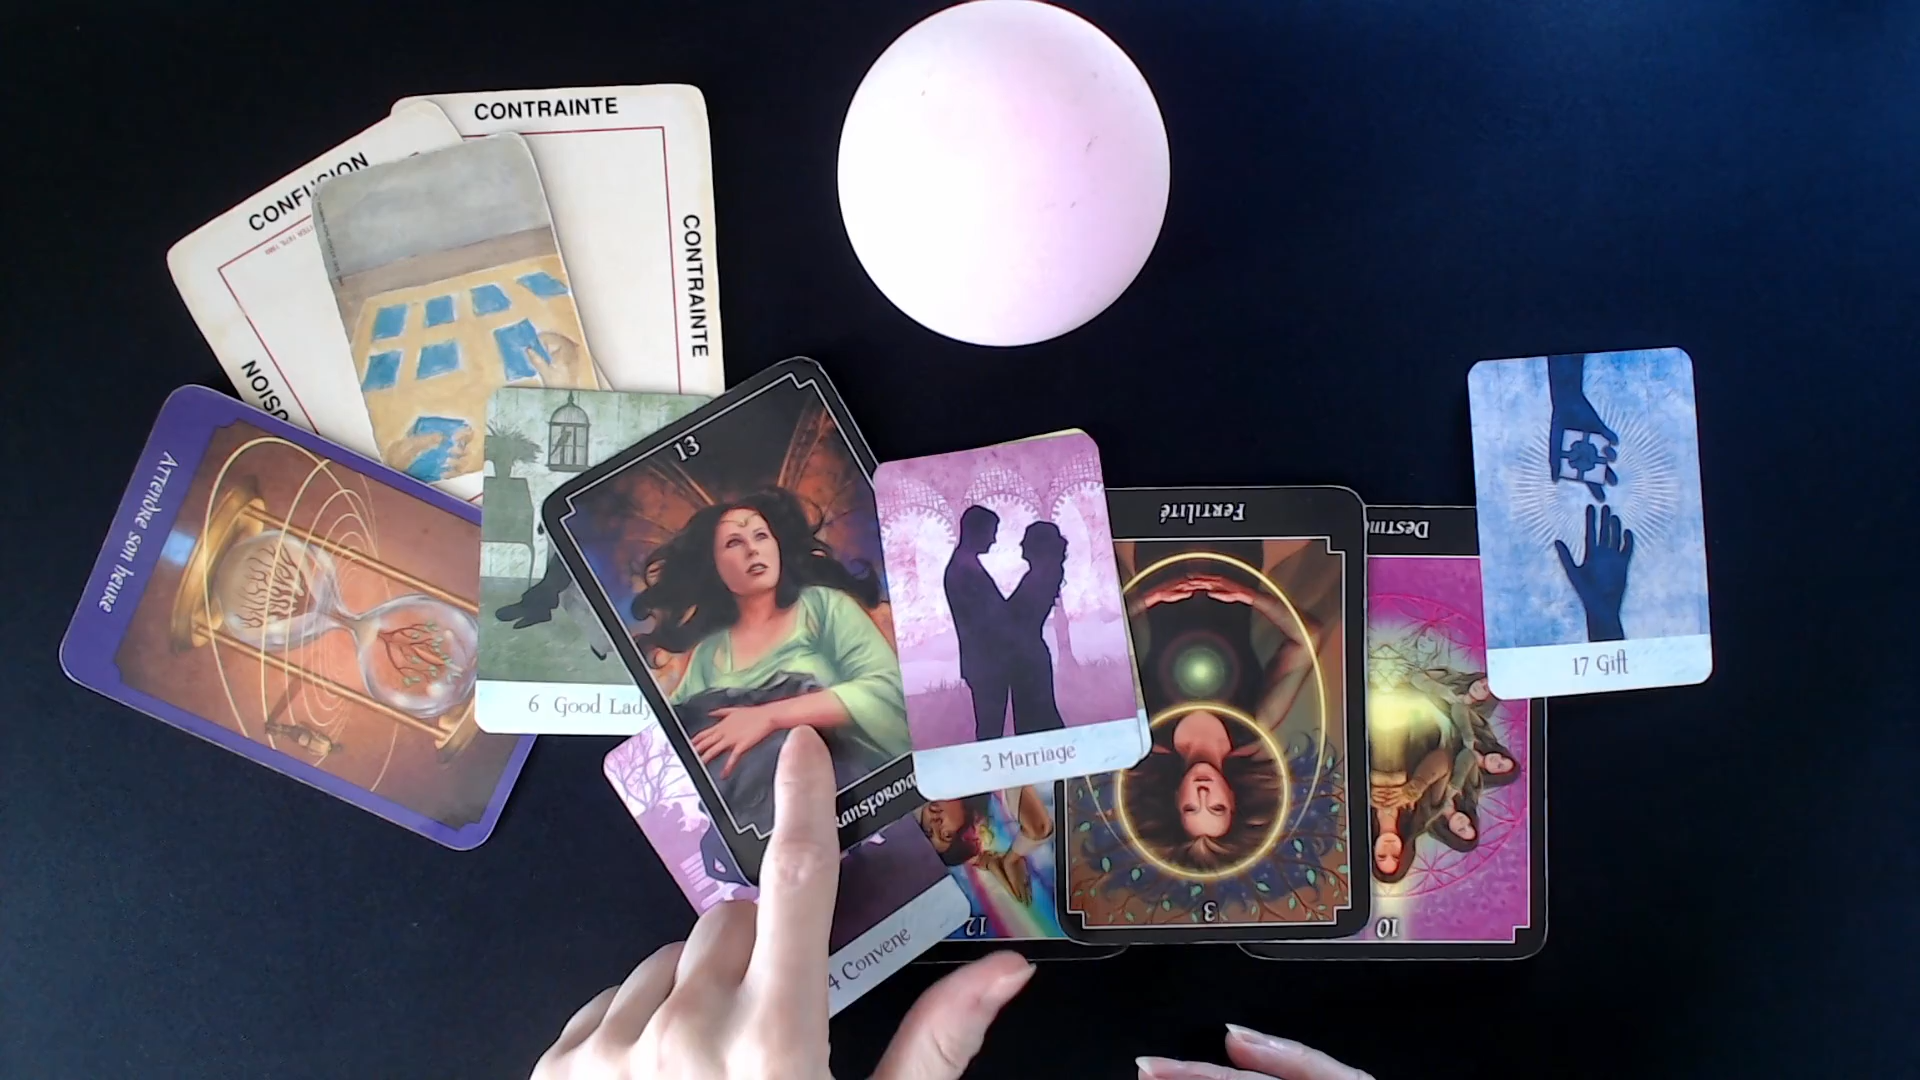 CONTRAINTE
CONTRAINTE
CONFUSION
Attendre son heure
6 Good Lady
13
3 Marriage
4 Convene
12
Fertilité
3
10
17 Gift